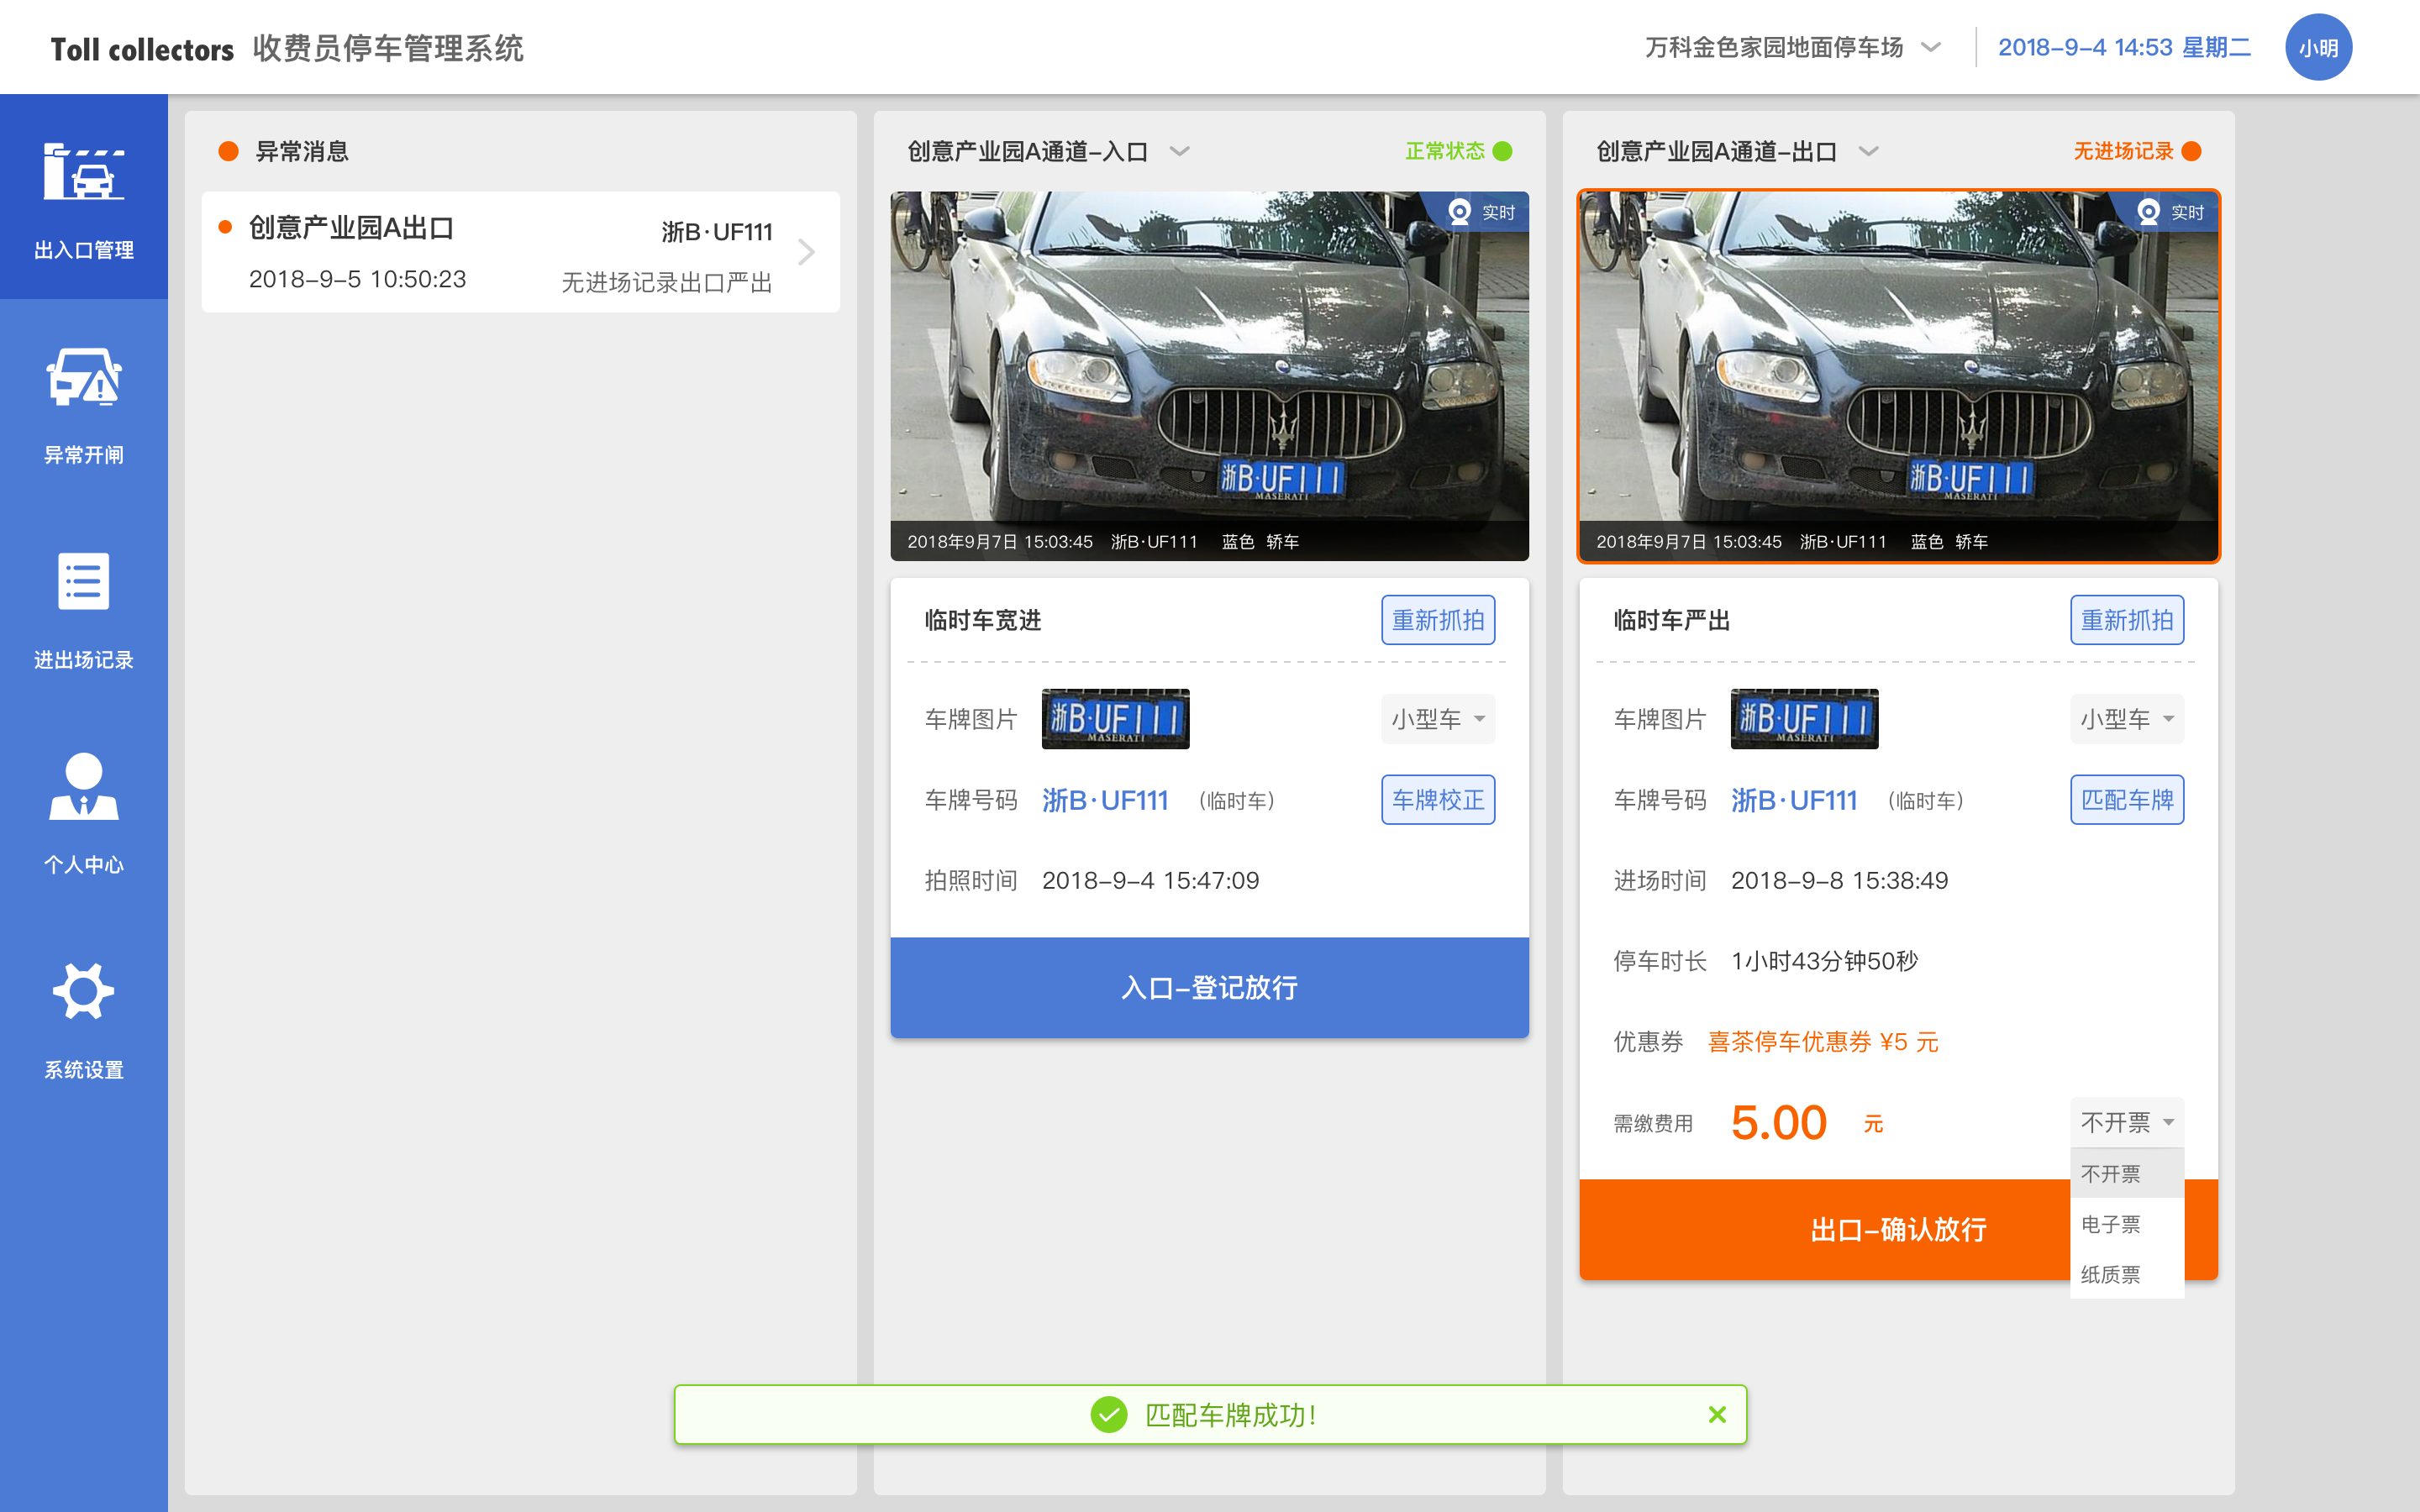 Toll collectors 收费员停车管理系统
万科金色家园地面停车场
2018-9-4 14:53 星期二
小明
出入口管理
异常开闸
进出场记录
个人中心
系统设置
异常消息
创意产业园A出口
浙B·UF111
2018-9-5 10:50:23
无进场记录出口严出
创意产业园A通道-入口
正常状态
实时
浙B·UF111
MASERATI
2018年9月7日 15:03:45 浙B·UF111 蓝色 轿车
临时车宽进
重新抓拍
车牌图片
浙B·UF111
MASERATI
小型车
车牌号码 浙B·UF111 (临时车)
车牌校正
拍照时间 2018-9-4 15:47:09
入口-登记放行
创意产业园A通道-出口
无进场记录
实时
浙B·UF111
MASERATI
2018年9月7日 15:03:45 浙B·UF111 蓝色 轿车
临时车严出
重新抓拍
车牌图片
浙B·UF111
MASERATI
小型车
车牌号码 浙B·UF111 (临时车)
匹配车牌
进场时间 2018-9-8 15:38:49
停车时长 1小时43分钟50秒
优惠券 喜茶停车优惠券 ¥5 元
需缴费用 5.00 元
不开票
不开票
电子票
纸质票
出口-确认放行
匹配车牌成功!